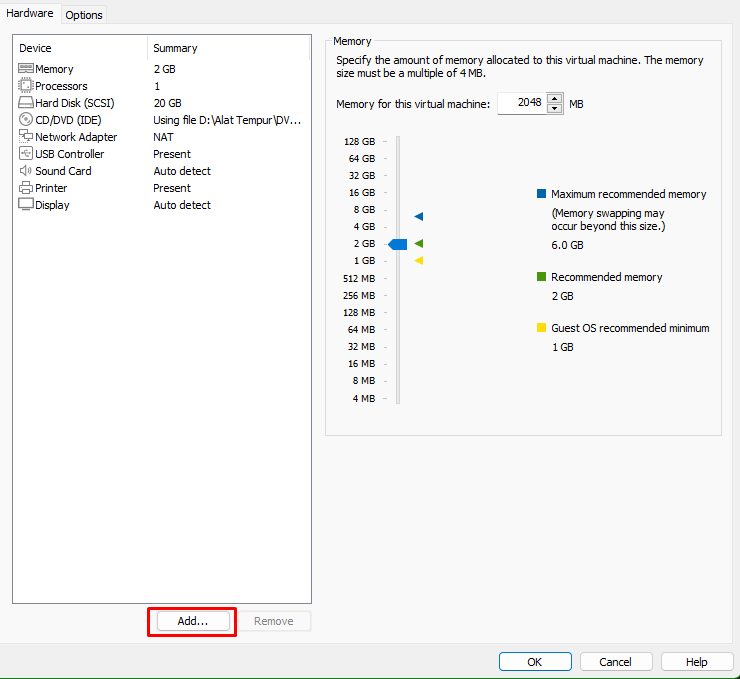 Hardware Options
Device Summary
Memory 2 GB
Processors 1
Hard Disk (SCSI) 20 GB
CD/DVD (IDE) Using file D:\Alat Tempur\DV...
Network Adapter NAT
USB Controller Present
Sound Card Auto detect
Printer Present
Display Auto detect
Add... Remove
Memory
Specify the amount of memory allocated to this virtual machine. The memory
size must be a multiple of 4 MB.
Memory for this virtual machine: 2048 MB
128 GB
64 GB
32 GB
16 GB
8 GB
4 GB
2 GB
1 GB
512 MB
256 MB
128 MB
64 MB
32 MB
16 MB
8 MB
4 MB
Maximum recommended memory
(Memory swapping may
occur beyond this size.)
6.0 GB
Recommended memory
2 GB
Guest OS recommended minimum
1 GB
OK Cancel Help